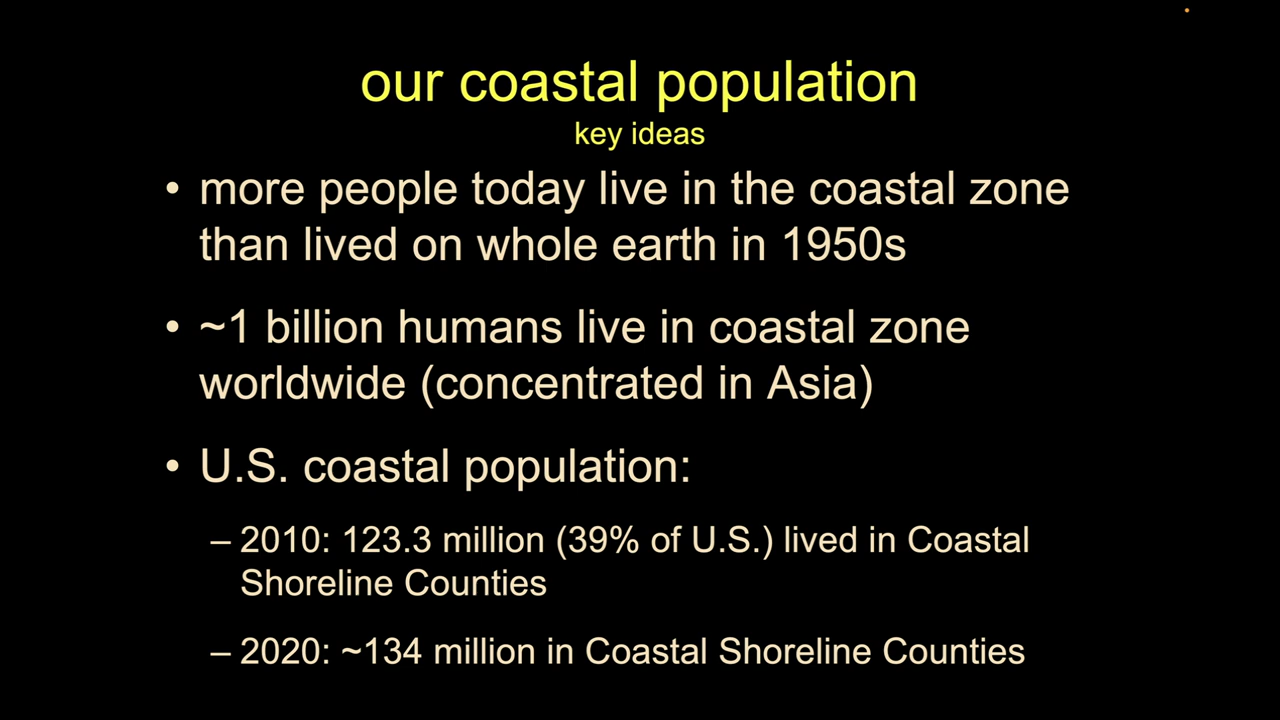 our coastal population
key ideas
• more people today live in the coastal zone
than lived on whole earth in 1950s
• ~1 billion humans live in coastal zone
worldwide (concentrated in Asia)
• U.S. coastal population:
– 2010: 123.3 million (39% of U.S.) lived in Coastal
Shoreline Counties
– 2020: ~134 million in Coastal Shoreline Counties